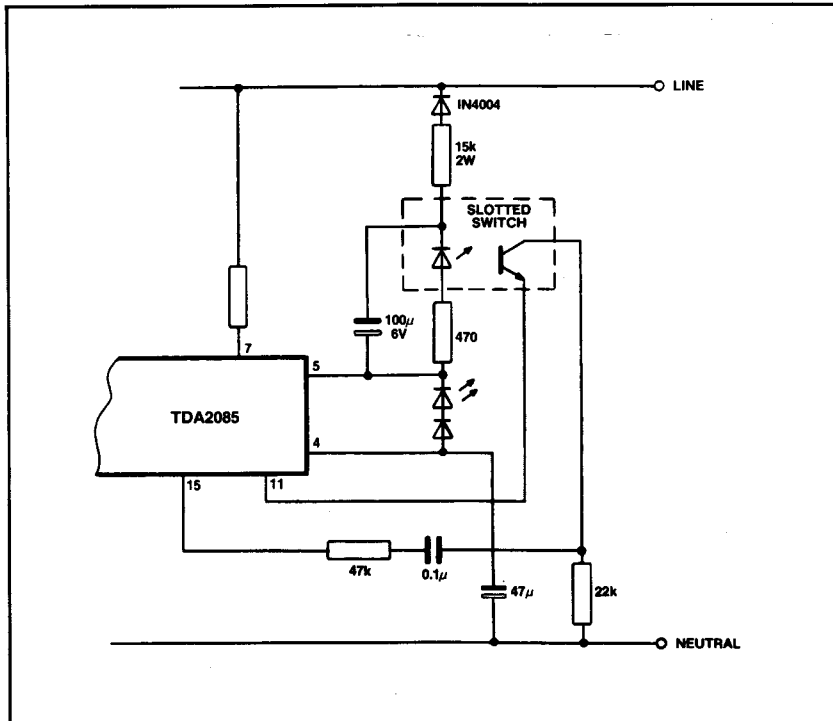 LINE
IN4004
15k
2W
SLOTTED
SWITCH
100μ
6V
470
7
5
TDA2085
4
15
11
47k
0.1μ
47μ
22k
NEUTRAL